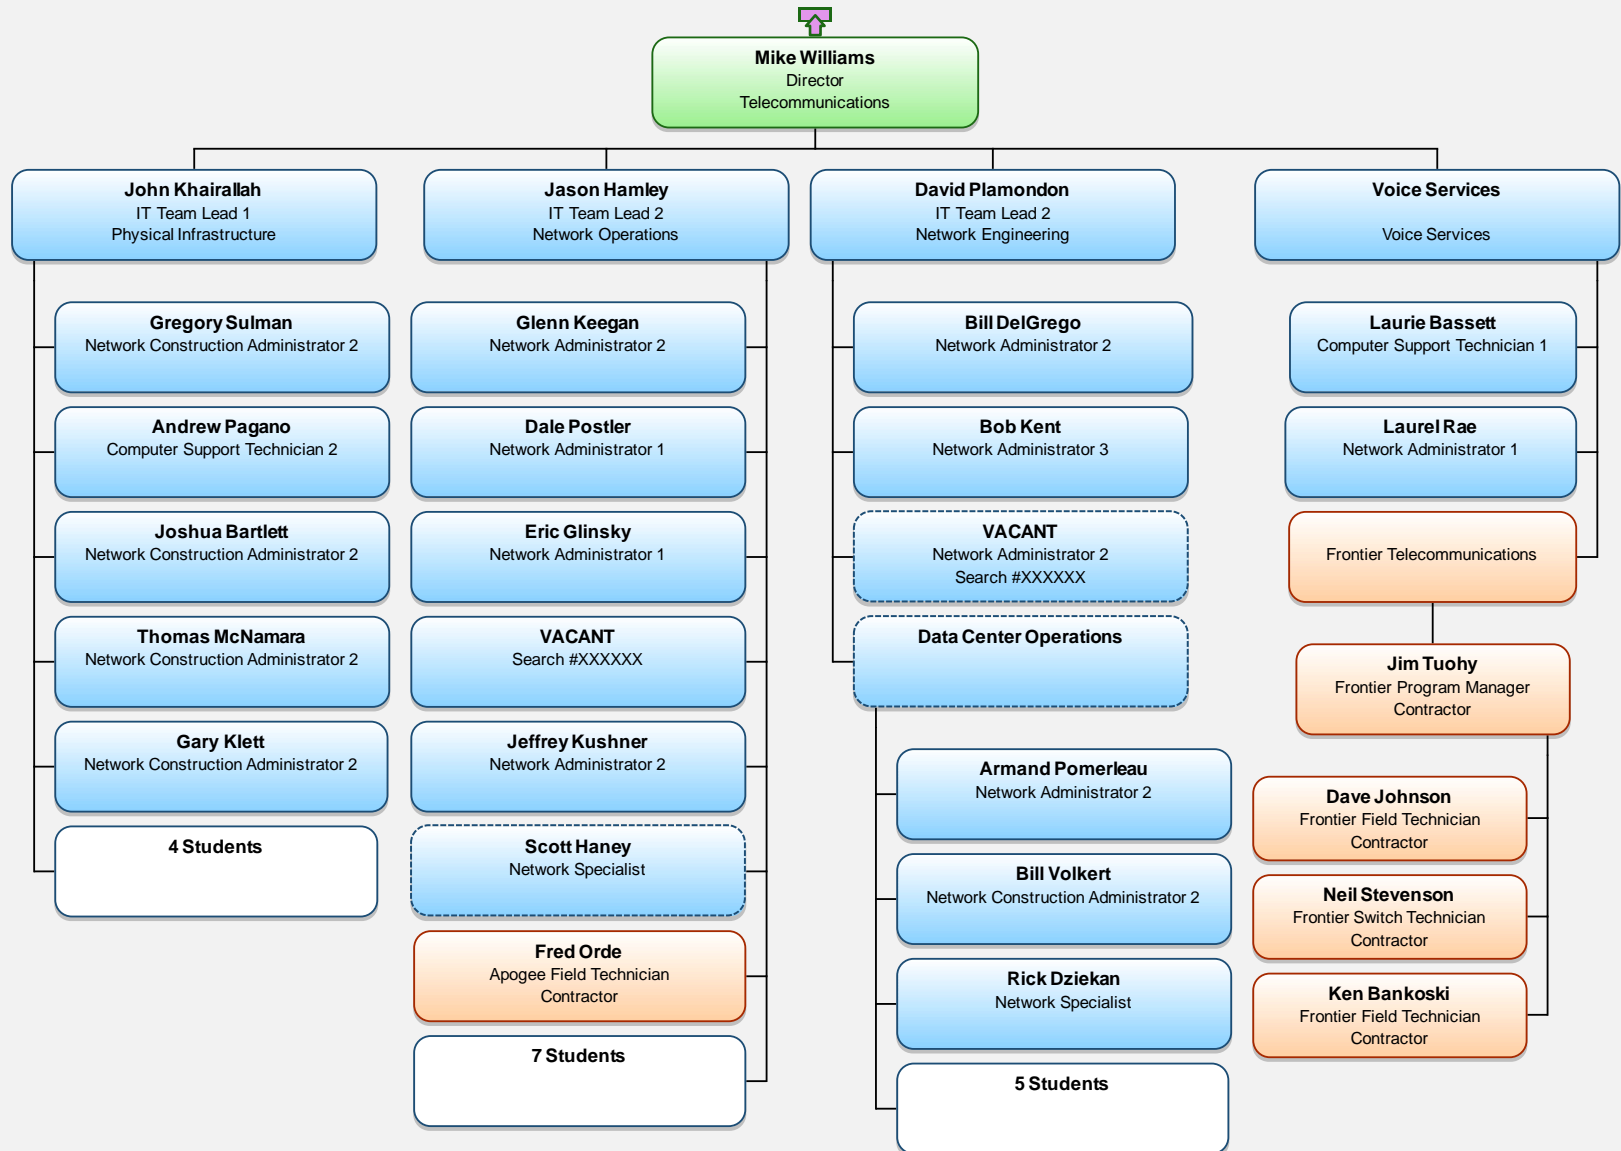 Mike Williams
Director
Telecommunications
John Khairallah
IT Team Lead 1
Physical Infrastructure
Gregory Sulman
Network Construction Administrator 2
Andrew Pagano
Computer Support Technician 2
Joshua Bartlett
Network Construction Administrator 2
Thomas McNamara
Network Construction Administrator 2
Gary Klett
Network Construction Administrator 2
4 Students
Jason Hamley
IT Team Lead 2
Network Operations
Glenn Keegan
Network Administrator 2
Dale Postler
Network Administrator 1
Eric Glinsky
Network Administrator 1
VACANT
Search #XXXXXX
Jeffrey Kushner
Network Administrator 2
Scott Haney
Network Specialist
Fred Orde
Apogee Field Technician
Contractor
7 Students
David Plamondon
IT Team Lead 2
Network Engineering
Bill DelGrego
Network Administrator 2
Bob Kent
Network Administrator 3
VACANT
Network Administrator 2
Search #XXXXXX
Data Center Operations
Armand Pomerleau
Network Administrator 2
Bill Volkert
Network Construction Administrator 2
Rick Dziekan
Network Specialist
5 Students
Voice Services
Voice Services
Laurie Bassett
Computer Support Technician 1
Laurel Rae
Network Administrator 1
Frontier Telecommunications
Jim Tuohy
Frontier Program Manager
Contractor
Dave Johnson
Frontier Field Technician
Contractor
Neil Stevenson
Frontier Switch Technician
Contractor
Ken Bankoski
Frontier Field Technician
Contractor